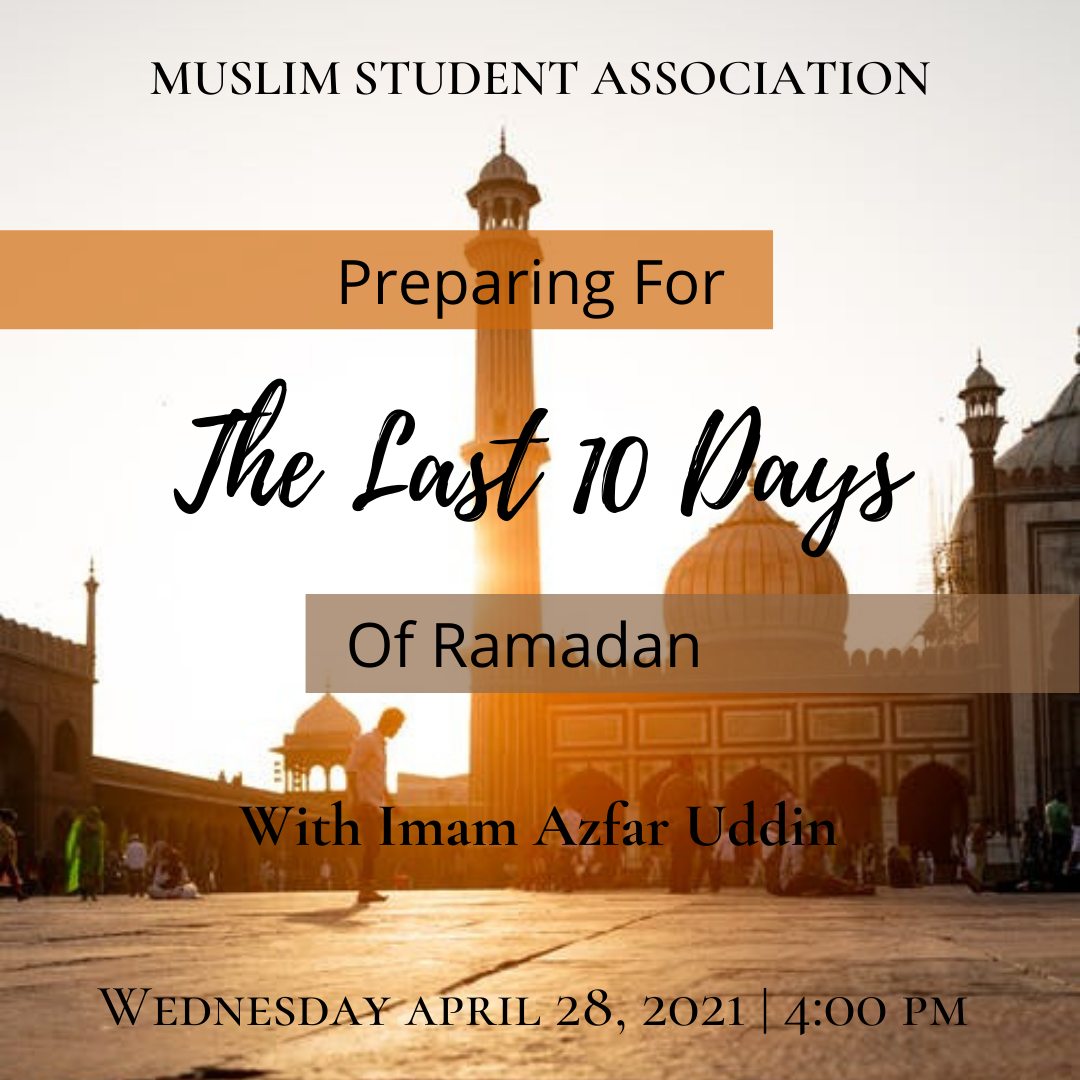 MUSLIM STUDENT ASSOCIATION
Preparing For
The Last 10 Days
Of Ramadan
With Imam Azfar Uddin
Wednesday april 28, 2021 | 4:00 pm